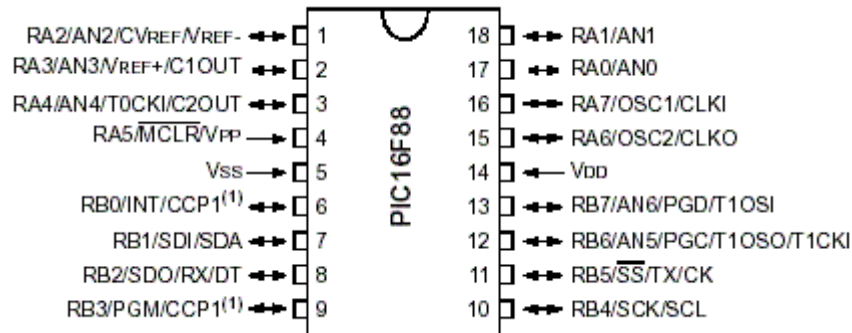 RA2/AN2/CVREF/VREF- 1 18 RA1/AN1
RA3/AN3/VREF+/C1OUT 2 17 RA0/AN0
RA4/AN4/T0CKI/C2OUT 3 16 RA7/OSC1/CLKI
RA5/MCLR/VPP 4 15 RA6/OSC2/CLKO
VSS 5 14 VDD
RB0/INT/CCP1(1) 6 13 RB7/AN6/PGD/T1OSI
RB1/SDI/SDA 7 12 RB6/AN5/PGC/T1OSO/T1CKI
RB2/SDO/RX/DT 8 11 RB5/SS/TX/CK
RB3/PGM/CCP1(1) 9 10 RB4/SCK/SCL
PIC16F88